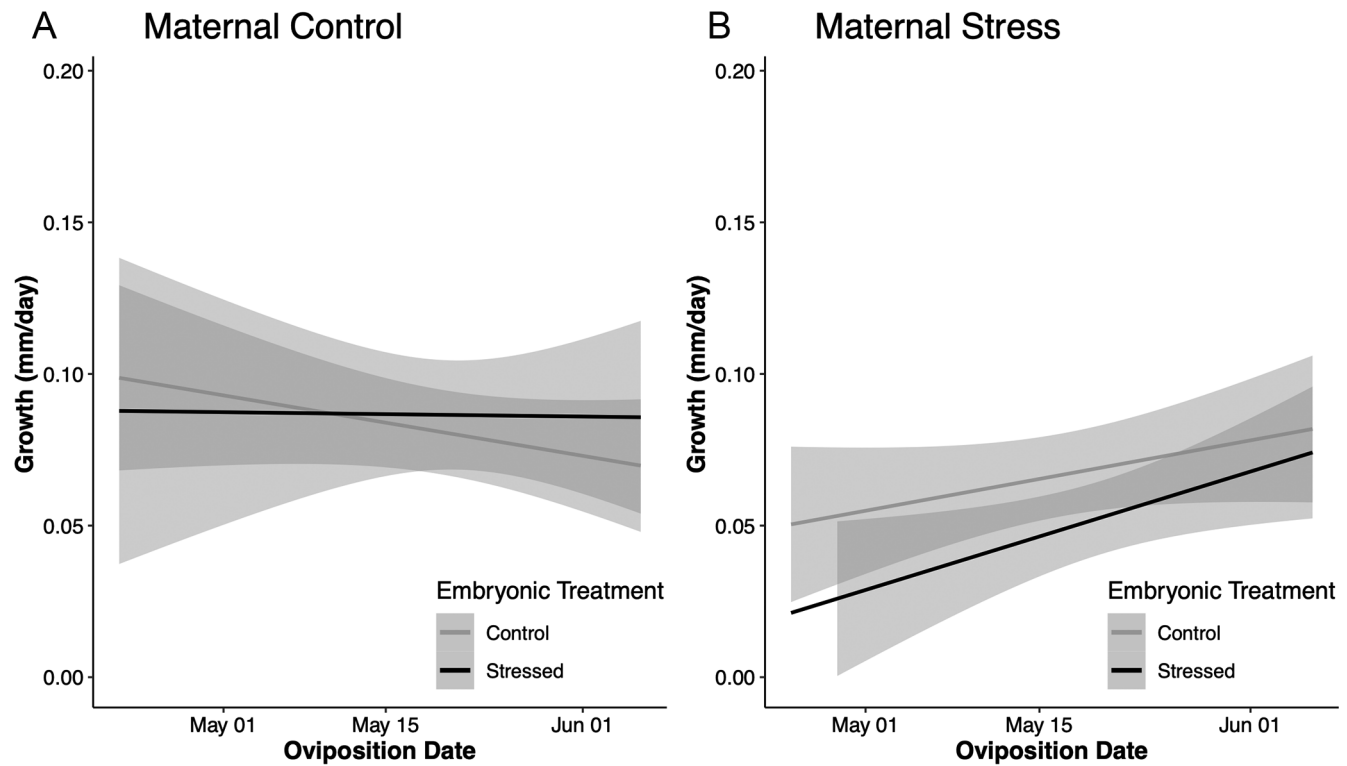 A Maternal Control
0.20
0.15
0.10
0.05
0.00
Growth (mm/day)
Embryonic Treatment
Control
Stressed
May 01 May 15 Jun 01
Oviposition Date
B Maternal Stress
0.20
0.15
0.10
0.05
0.00
Growth (mm/day)
Embryonic Treatment
Control
Stressed
May 01 May 15 Jun 01
Oviposition Date